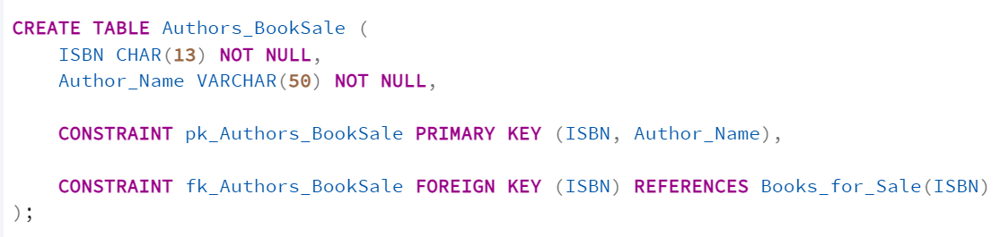 CREATE TABLE Authors_BookSale (
    ISBN CHAR(13) NOT NULL,
    Author_Name VARCHAR(50) NOT NULL,
    CONSTRAINT pk_Authors_BookSale PRIMARY KEY (ISBN, Author_Name),
    CONSTRAINT fk_Authors_BookSale FOREIGN KEY (ISBN) REFERENCES Books_for_Sale(ISBN)
);